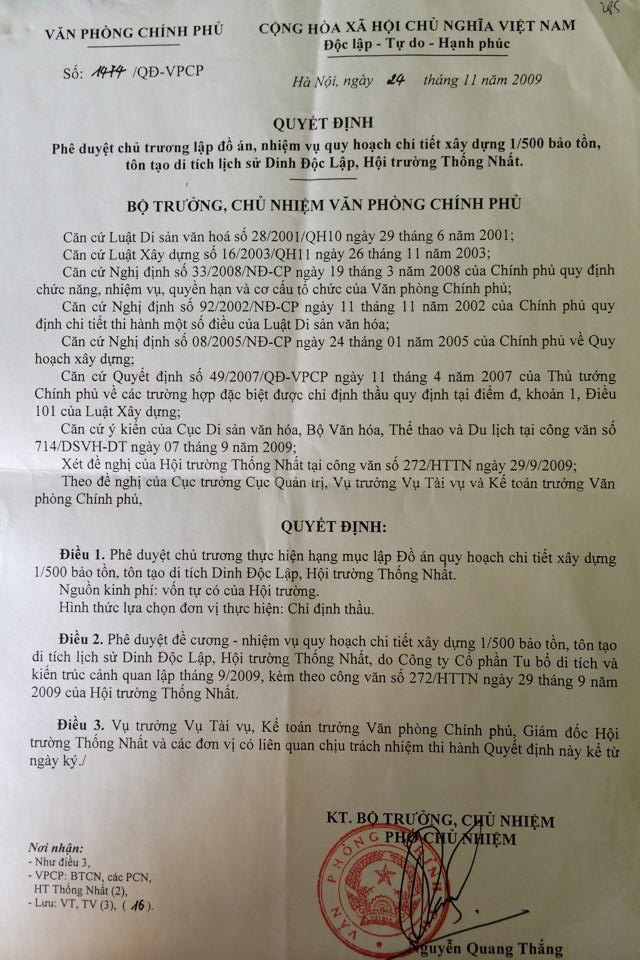 VĂN PHÒNG CHÍNH PHỦ
CỘNG HÒA XÃ HỘI CHỦ NGHĨA VIỆT NAM
Độc lập - Tự do - Hạnh phúc
Số: 1474 /QĐ-VPCP
Hà Nội, ngày 24 tháng 11 năm 2009
QUYẾT ĐỊNH
Phê duyệt chủ trương lập đồ án, nhiệm vụ quy hoạch chi tiết xây dựng 1/500 bảo tồn,
tôn tạo di tích lịch sử Dinh Độc Lập, Hội trường Thống Nhất.
BỘ TRƯỞNG, CHỦ NHIỆM VĂN PHÒNG CHÍNH PHỦ
Căn cứ Luật Di sản văn hoá số 28/2001/QH10 ngày 29 tháng 6 năm 2001;
Căn cứ Luật Xây dựng số 16/2003/QH11 ngày 26 tháng 11 năm 2003;
Căn cứ Nghị định số 33/2008/NĐ-CP ngày 19 tháng 3 năm 2008 của Chính phủ quy định
chức năng, nhiệm vụ, quyền hạn và cơ cấu tổ chức của Văn phòng Chính phủ;
Căn cứ Nghị định số 92/2002/NĐ-CP ngày 11 tháng 11 năm 2002 của Chính phủ quy
định chi tiết thi hành một số điều của Luật Di sản văn hóa;
Căn cứ Nghị định số 08/2005/NĐ-CP ngày 24 tháng 01 năm 2005 của Chính phủ về Quy
hoạch xây dựng;
Căn cứ Quyết định số 49/2007/QĐ-VPCP ngày 11 tháng 4 năm 2007 của Thủ tướng
Chính phủ về các trường hợp đặc biệt được chỉ định thầu quy định tại điểm đ, khoản 1, Điều
101 của Luật Xây dựng;
Căn cứ ý kiến của Cục Di sản văn hóa, Bộ Văn hóa, Thể thao và Du lịch tại công văn số
714/DSVH-DT ngày 07 tháng 9 năm 2009;
Xét đề nghị của Hội trường Thống Nhất tại công văn số 272/HTTN ngày 29/9/2009;
Theo đề nghị của Cục trưởng Cục Quản trị, Vụ trưởng Vụ Tài vụ và Kế toán trưởng Văn
phòng Chính phủ,
QUYẾT ĐỊNH:
Điều 1. Phê duyệt chủ trương thực hiện hạng mục lập Đồ án quy hoạch chi tiết xây dựng
1/500 bảo tồn, tôn tạo di tích Dinh Độc Lập, Hội trường Thống Nhất.
Nguồn kinh phí: vốn tự có của Hội trường.
Hình thức lựa chọn đơn vị thực hiện: Chỉ định thầu.
Điều 2. Phê duyệt đề cương - nhiệm vụ quy hoạch chi tiết xây dựng 1/500 bảo tồn, tôn tạo
di tích lịch sử Dinh Độc Lập, Hội trường Thống Nhất, do Công ty Cổ phần Tu bổ di tích và
kiến trúc cảnh quan lập tháng 9/2009, kèm theo công văn số 272/HTTN ngày 29 tháng 9 năm
2009 của Hội trường Thống Nhất.
Điều 3. Vụ trưởng Vụ Tài vụ, Kế toán trưởng Văn phòng Chính phủ, Giám đốc Hội
trường Thống Nhất và các đơn vị có liên quan chịu trách nhiệm thi hành Quyết định này kể từ
ngày ký./
KT. BỘ TRƯỞNG, CHỦ NHIỆM
PHÓ CHỦ NHIỆM
Nơi nhận:
- Như điều 3,
- VPCP: BTCN, các PCN,
HT Thống Nhất (2),
- Lưu: VT, TV (3), ( 16 ).
VĂN PHÒNG CHÍNH PHỦ
Nguyễn Quang Thắng